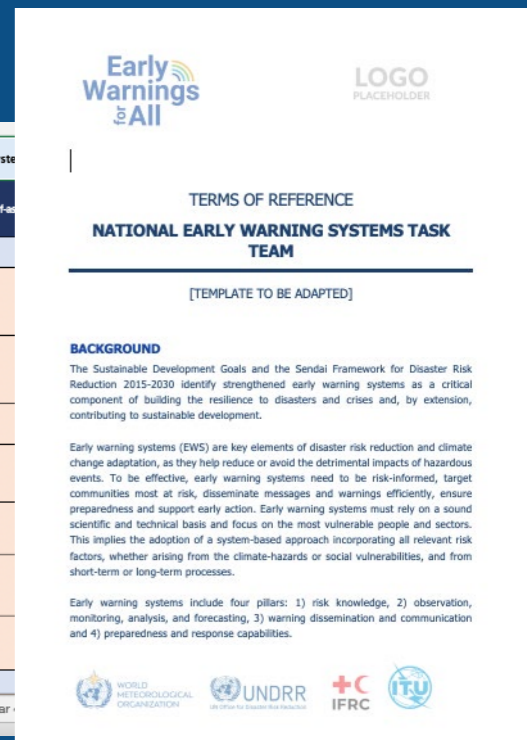 Early
Warnings
for All
LOGO
PLACEHOLDER
TERMS OF REFERENCE
NATIONAL EARLY WARNING SYSTEMS TASK
TEAM
[TEMPLATE TO BE ADAPTED]
BACKGROUND
The Sustainable Development Goals and the Sendai Framework for Disaster Risk
Reduction 2015-2030 identify strengthened early warning systems as a critical
component of building the resilience to disasters and crises and, by extension,
contributing to sustainable development.
Early warning systems (EWS) are key elements of disaster risk reduction and climate
change adaptation, as they help reduce or avoid the detrimental impacts of hazardous
events. To be effective, early warning systems need to be risk-informed, target
communities most at risk, disseminate messages and warnings efficiently, ensure
preparedness and support early action. Early warning systems must rely on a sound
scientific and technical basis and focus on the most vulnerable people and sectors.
This implies the adoption of a system-based approach incorporating all relevant risk
factors, whether arising from the climate-hazards or social vulnerabilities, and from
short-term or long-term processes.
Early warning systems include four pillars: 1) risk knowledge, 2) observation,
monitoring, analysis, and forecasting, 3) warning dissemination and communication
and 4) preparedness and response capabilities.
WORLD
METEOROLOGICAL
ORGANIZATION
UNDRR
UN Office for Disaster Risk Reduction
IFRC
ITU